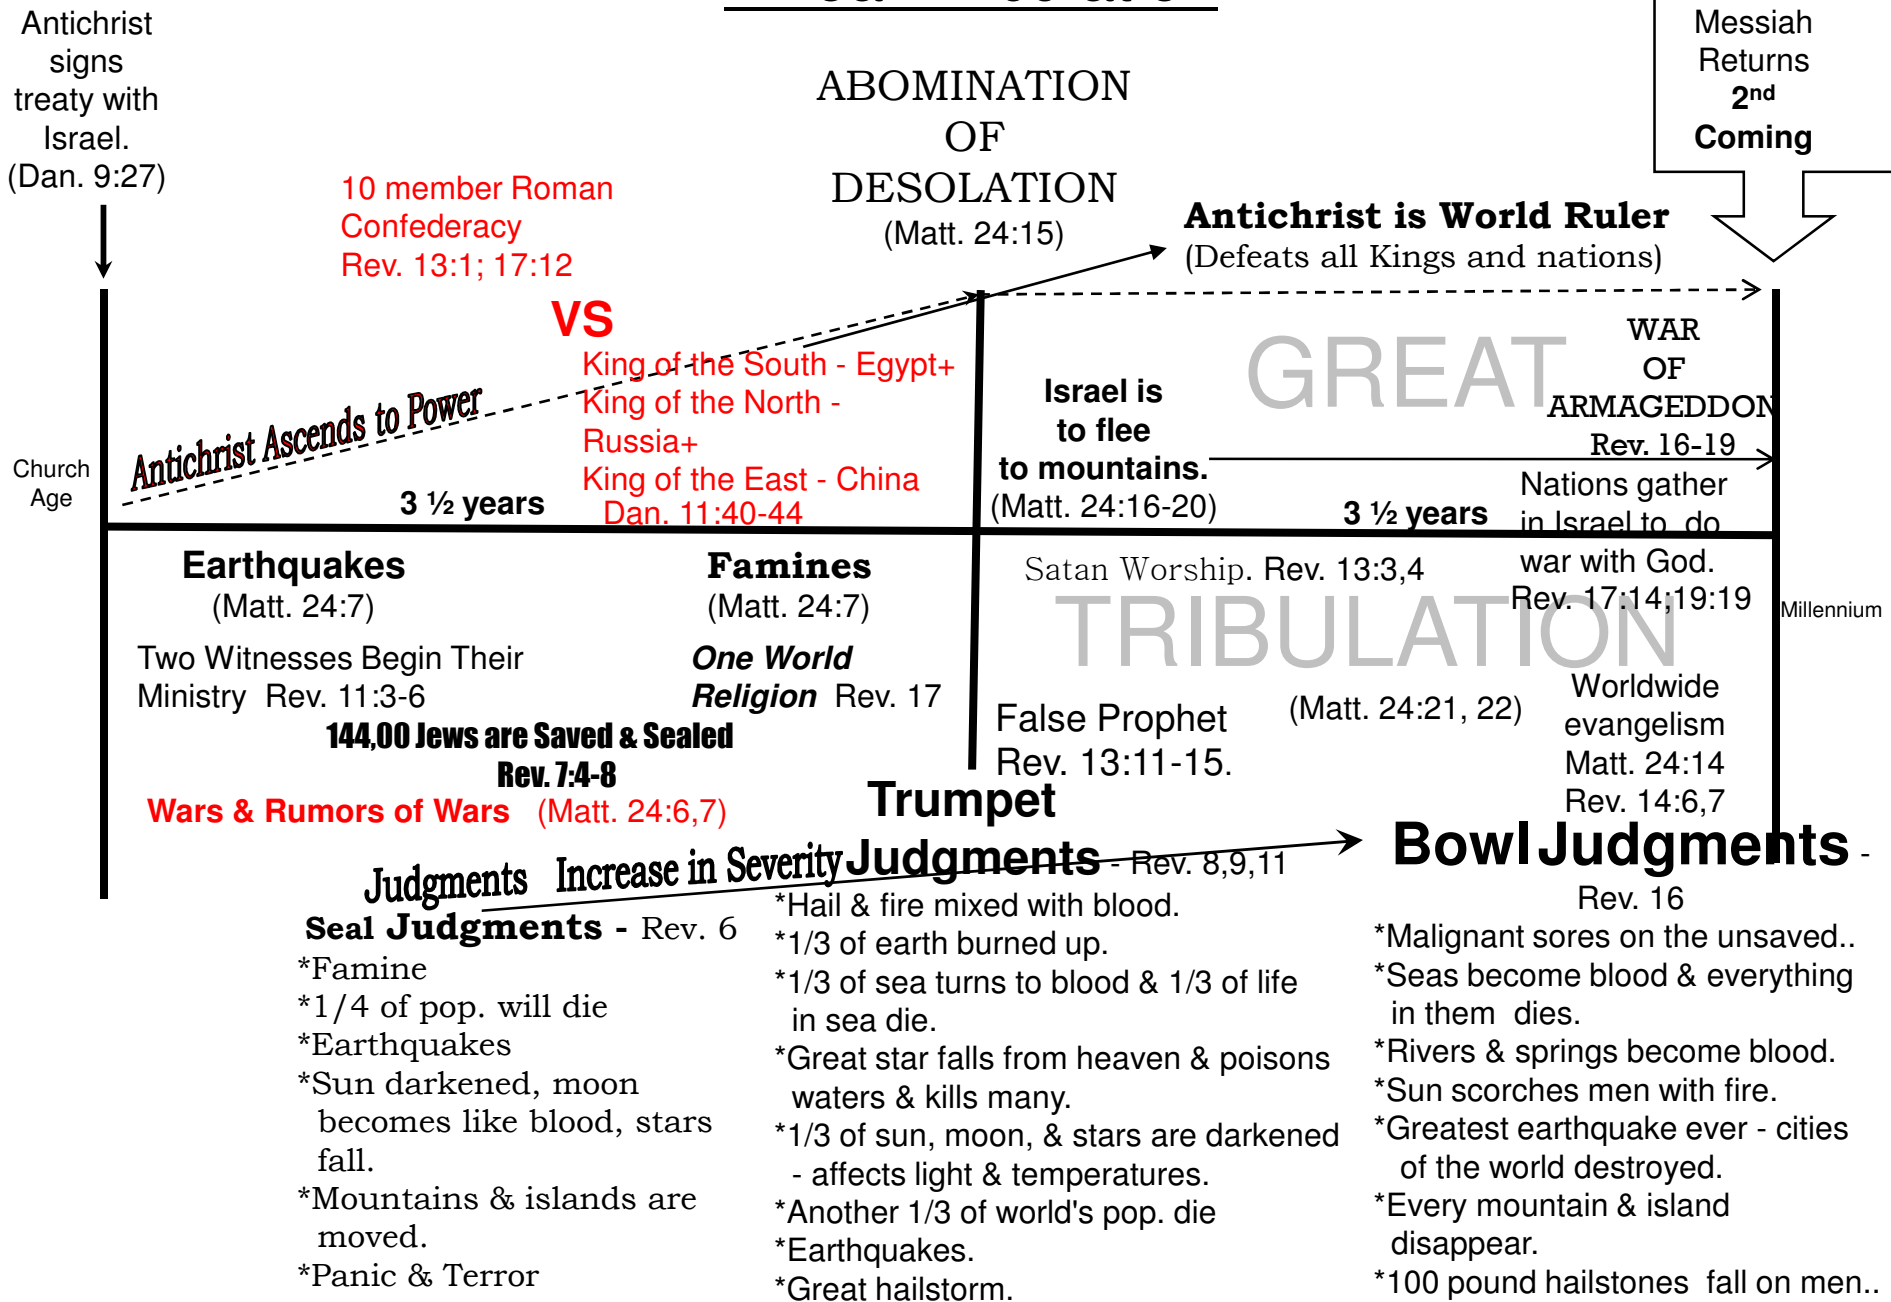 Antichrist
signs
treaty with
Israel.
(Dan. 9:27)
10 member Roman
Confederacy
Rev. 13:1; 17:12
VS
King of the South - Egypt+
King of the North -
Russia+
King of the East - China
Dan. 11:40-44
ABOMINATION
OF
DESOLATION
(Matt. 24:15)
Messiah
Returns
2nd
Coming
Antichrist is World Ruler
(Defeats all Kings and nations)
Antichrist Ascends to Power
Church
Age
3 ½ years
Israel is
to flee
to mountains.
(Matt. 24:16-20)
GREAT
WAR
OF
ARMAGEDDON
Rev. 16-19
3 ½ years
Nations gather
in Israel to do
war with God.
Rev. 17:14;19:19
Earthquakes
(Matt. 24:7)
Famines
(Matt. 24:7)
Satan Worship. Rev. 13:3,4
TRIBULATION
Millennium
Two Witnesses Begin Their
Ministry Rev. 11:3-6
One World
Religion Rev. 17
144,00 Jews are Saved & Sealed
Rev. 7:4-8
Wars & Rumors of Wars (Matt. 24:6,7)
False Prophet
Rev. 13:11-15.
(Matt. 24:21, 22)
Worldwide
evangelism
Matt. 24:14
Rev. 14:6,7
Judgments Increase in Severity
Seal Judgments - Rev. 6
*Famine
*1/4 of pop. will die
*Earthquakes
*Sun darkened, moon
becomes like blood, stars
fall.
*Mountains & islands are
moved.
*Panic & Terror
Trumpet
Judgments - Rev. 8,9,11
*Hail & fire mixed with blood.
*1/3 of earth burned up.
*1/3 of sea turns to blood & 1/3 of life
in sea die.
*Great star falls from heaven & poisons
waters & kills many.
*1/3 of sun, moon, & stars are darkened
- affects light & temperatures.
*Another 1/3 of world's pop. die
*Earthquakes.
*Great hailstorm.
Bowl Judgments -
Rev. 16
*Malignant sores on the unsaved..
*Seas become blood & everything
in them dies.
*Rivers & springs become blood.
*Sun scorches men with fire.
*Greatest earthquake ever - cities
of the world destroyed.
*Every mountain & island
disappear.
*100 pound hailstones fall on men..